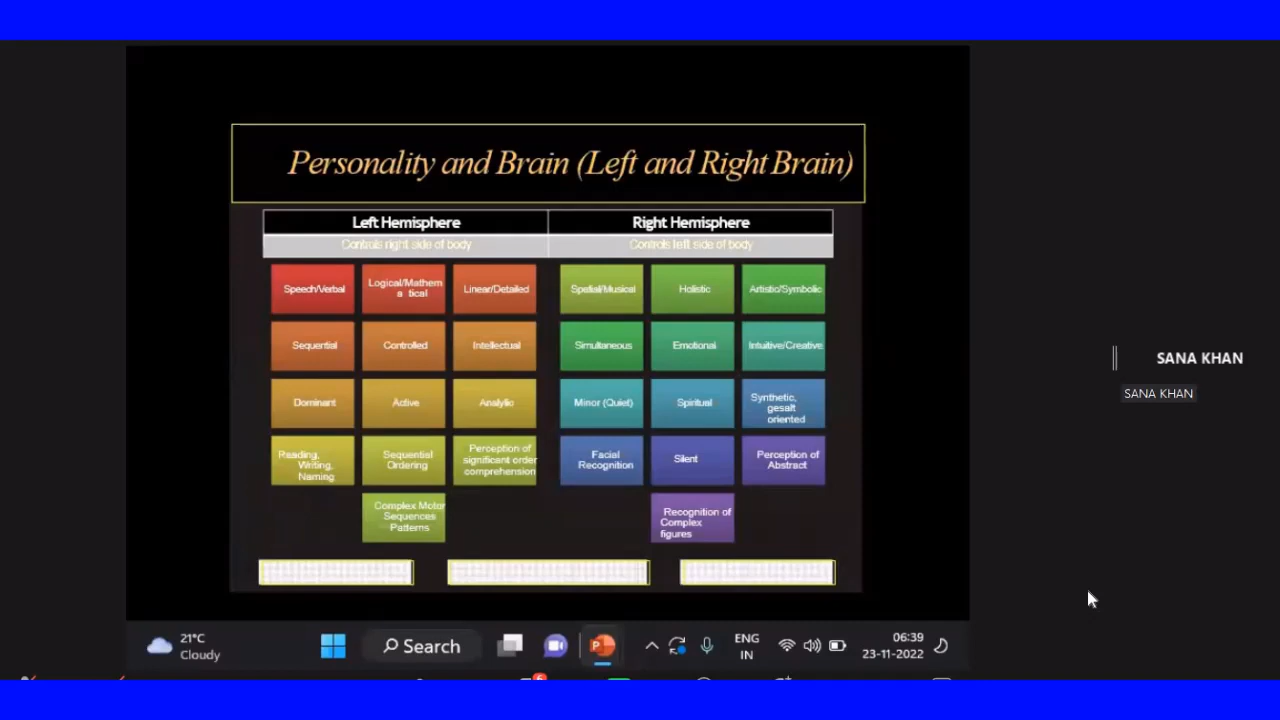 Personality and Brain (Left and Right Brain)
Left Hemisphere
Right Hemisphere
Controls right side of body
Controls left side of body
Speech/Verbal
Logical/Mathem
a tical
Linear/Detailed
Spatial/Musical
Holistic
Artistic/Symbolic
Sequential
Controlled
Intellectual
Simultaneous
Emotional
Intuitive/Creative
Dominant
Active
Analytic
Minor (Quiet)
Spiritual
Synthetic,
gesalt
oriented
Reading,
Writing,
Naming
Sequential
Ordering
Perception of
significant order
comprehension
Facial
Recognition
Silent
Perception of
Abstract
Complex Motor
Sequences
Patterns
Recognition of
Complex
figures
SANA KHAN
SANA KHAN
21°C
Cloudy
Search
ENG
IN
06:39
23-11-2022